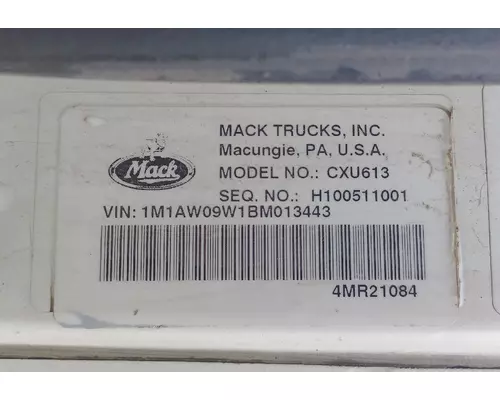 Mack
MACK TRUCKS, INC.
Macungie, PA, U.S.A.
MODEL NO.: CXU613
SEQ. NO.: H100511001
VIN: 1M1AW09W1BM013443
4MR21084